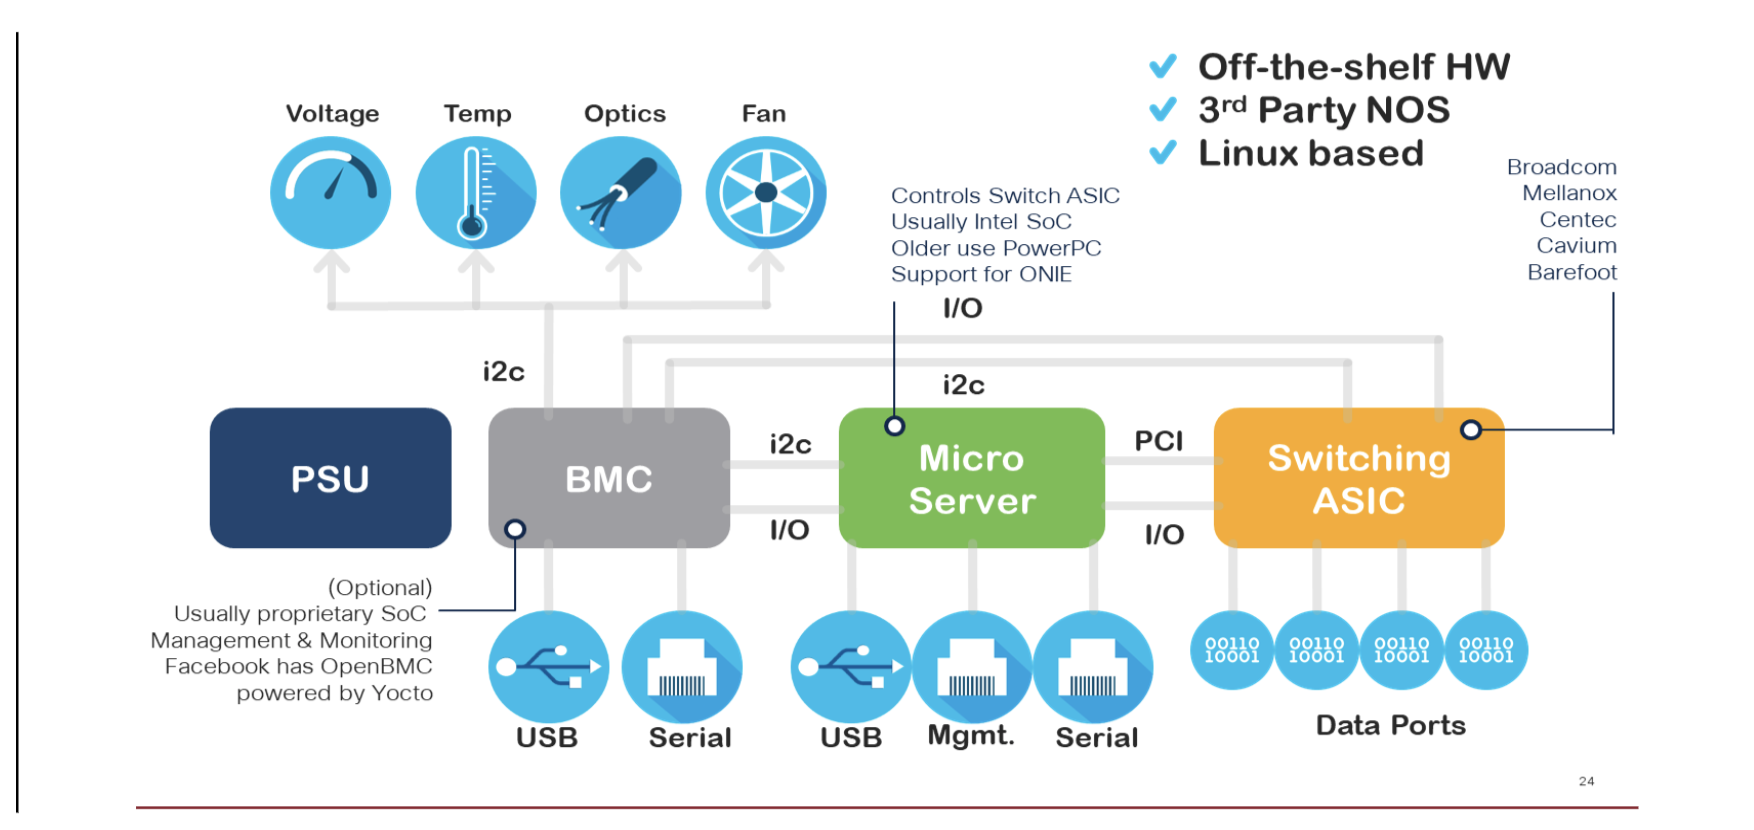 Off-the-shelf HW
3rd Party NOS
Linux based
Voltage
Temp
Optics
Fan
Broadcom
Mellanox
Centec
Cavium
Barefoot
Controls Switch ASIC
Usually Intel SoC
Older use PowerPC
Support for ONIE
I/O
i2c
i2c
PSU
BMC
i2c
I/O
Micro
Server
PCI
I/O
Switching
ASIC
(Optional)
Usually proprietary SoC
Management & Monitoring
Facebook has OpenBMC
powered by Yocto
USB
Serial
USB
Mgmt.
Serial
00110
10001
00110
10001
00110
10001
00110
10001
Data Ports
24